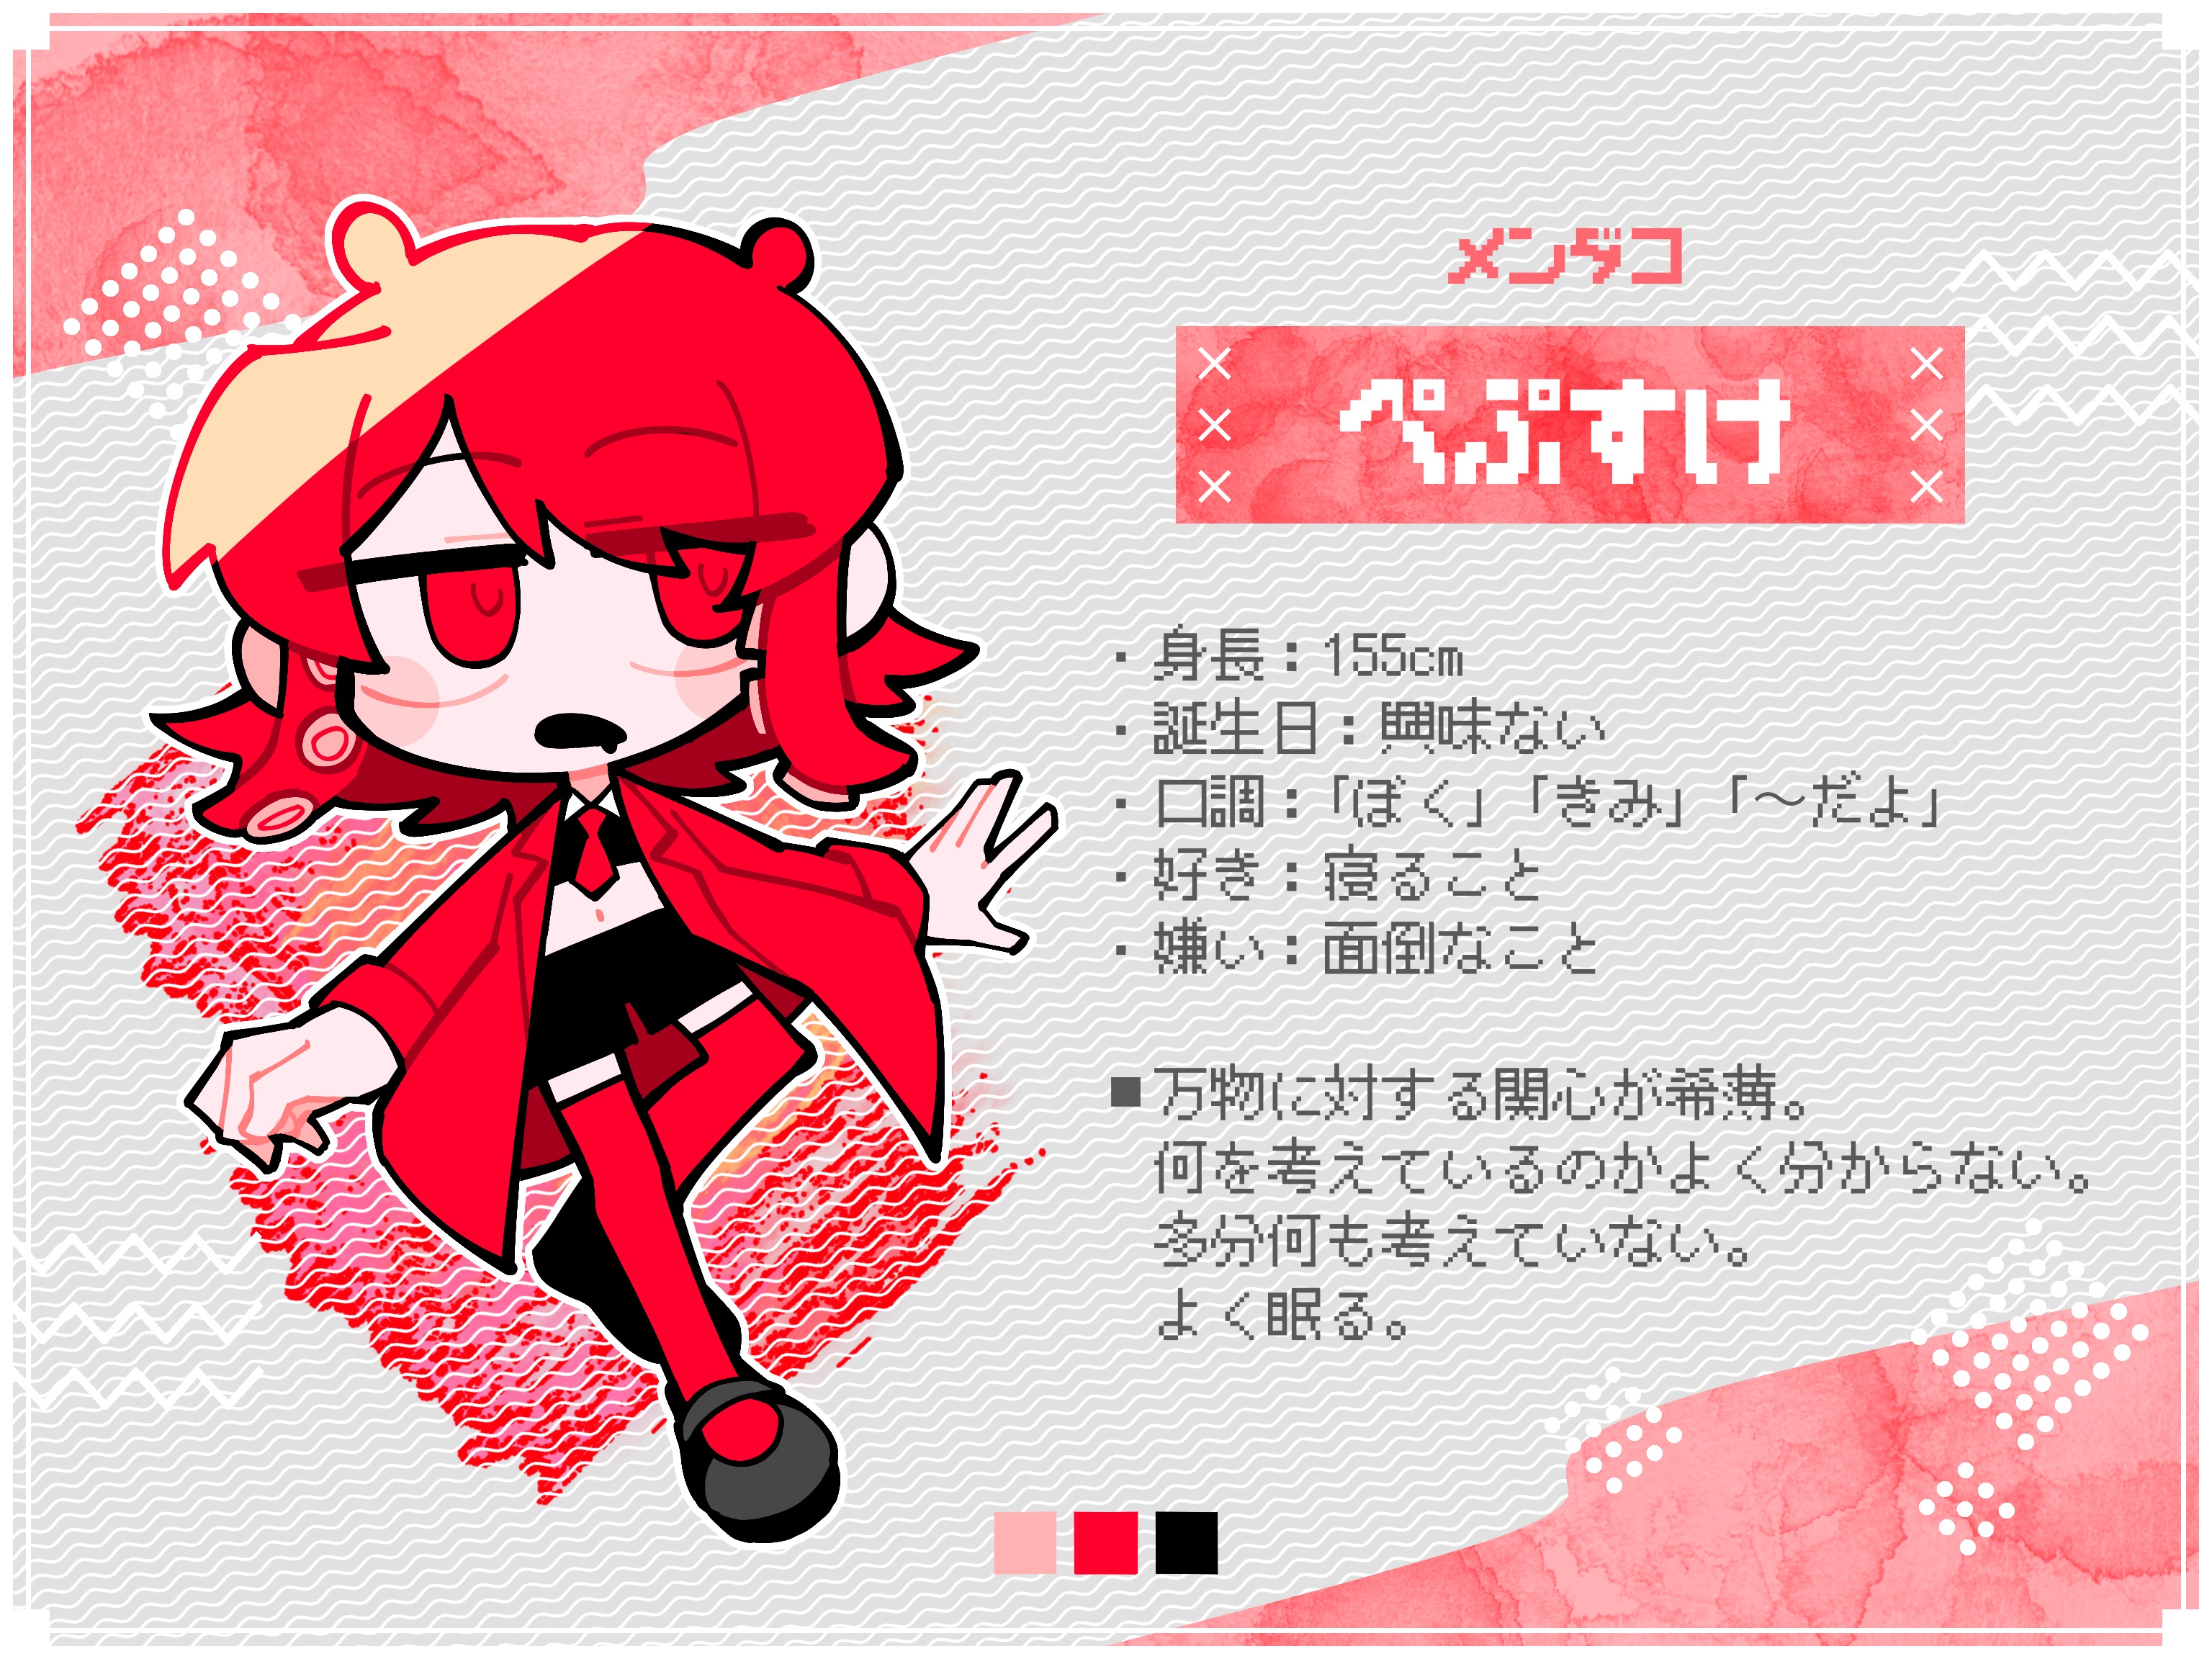 メンダコ
ぺぷすけ
・身長：155cm
・誕生日：興味ない
・口調：「ぼく」「きみ」「～だよ」
・好き：寝ること
・嫌い：面倒なこと
■万物に対する関心が希薄。
何を考えているのかよく分からない。
多分何も考えていない。
よく眠る。